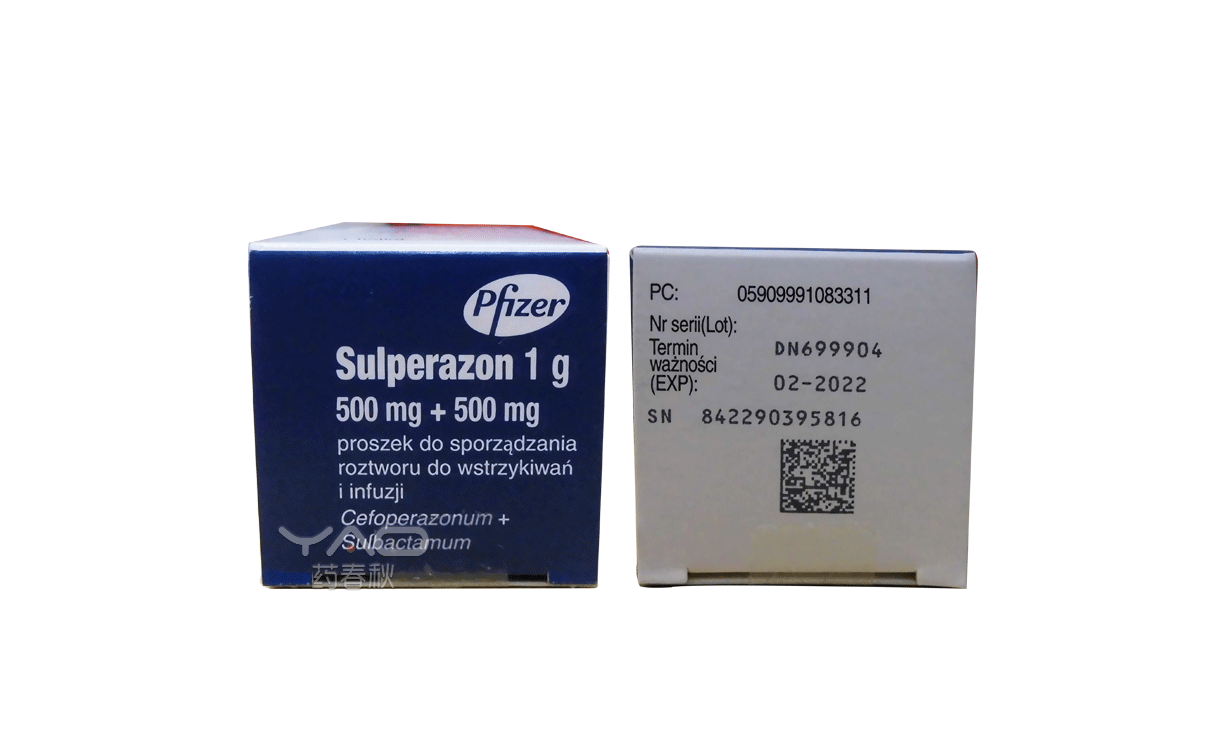 Pfizer
Sulperazon 1 g
500 mg + 500 mg
proszek do sporządzania
roztworu do wstrzykiwań
i infuzji
Cefoperazonum +
Sulbactamum
YAO
药春秋
PC: 05909991083311
Nr serii(Lot):
Termin DN699904
ważności
(EXP): 02-2022
SN 842290395816